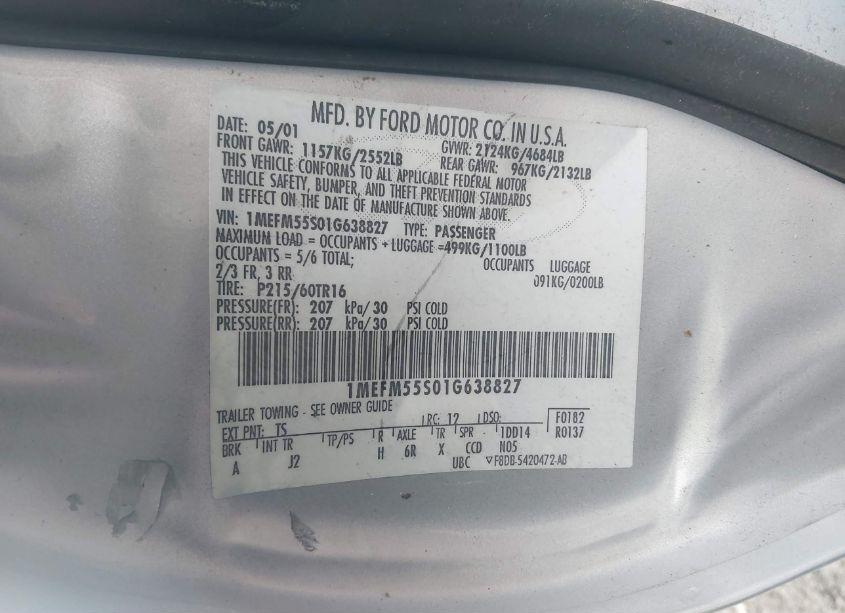 MFD. BY FORD MOTOR CO. IN U.S.A.
DATE: 05/01 GVWR: 2124KG/4684LB
FRONT GAWR: 1157KG/2552LB REAR GAWR: 967KG/2132LB
THIS VEHICLE CONFORMS TO ALL APPLICABLE FEDERAL MOTOR
VEHICLE SAFETY, BUMPER, AND THEFT PREVENTION STANDARDS
IN EFFECT ON THE DATE OF MANUFACTURE SHOWN ABOVE.
VIN: 1MEFM55S01G638827 TYPE: PASSENGER
MAXIMUM LOAD = OCCUPANTS + LUGGAGE =499KG/1100LB
OCCUPANTS = 5/6 TOTAL; OCCUPANTS LUGGAGE
2/3 FR, 3 RR 091KG/0200LB
TIRE: P215/60TR16
PRESSURE(FR): 207 kPa/30 PSI COLD
PRESSURE(RR): 207 kPa/30 PSI COLD
1MEFM55S01G638827
TRAILER TOWING - SEE OWNER GUIDE
EXT PNT: TS RC: 12 DSO: F0182
BRK INT TR TP/PS R AXLE TR SPR - 1DD14 R0137
A J2 H 6R X CCD N05
UBC ▽F8DB-5420472-AB